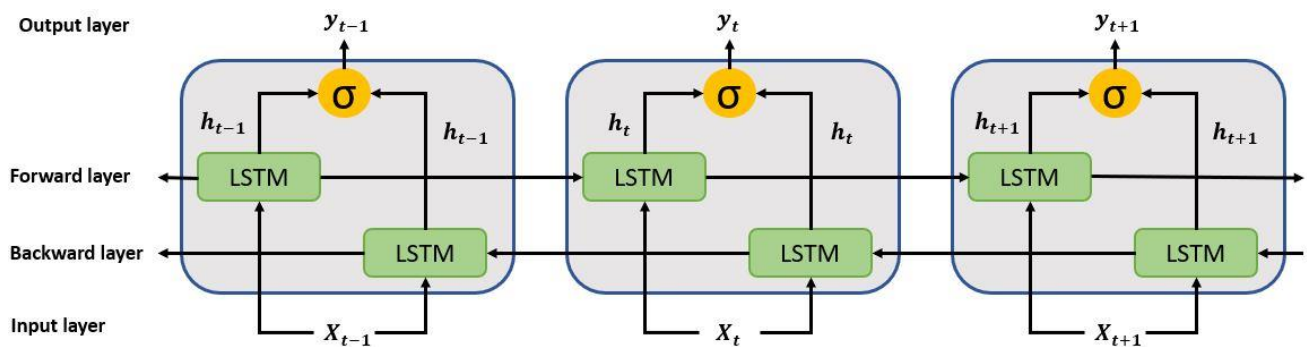 Output layer y_{t-1} y_t y_{t+1}
σ σ σ
h_{t-1} h_{t-1} h_t h_t h_{t+1} h_{t+1}
Forward layer LSTM LSTM LSTM
Backward layer LSTM LSTM LSTM
Input layer X_{t-1} X_t X_{t+1}